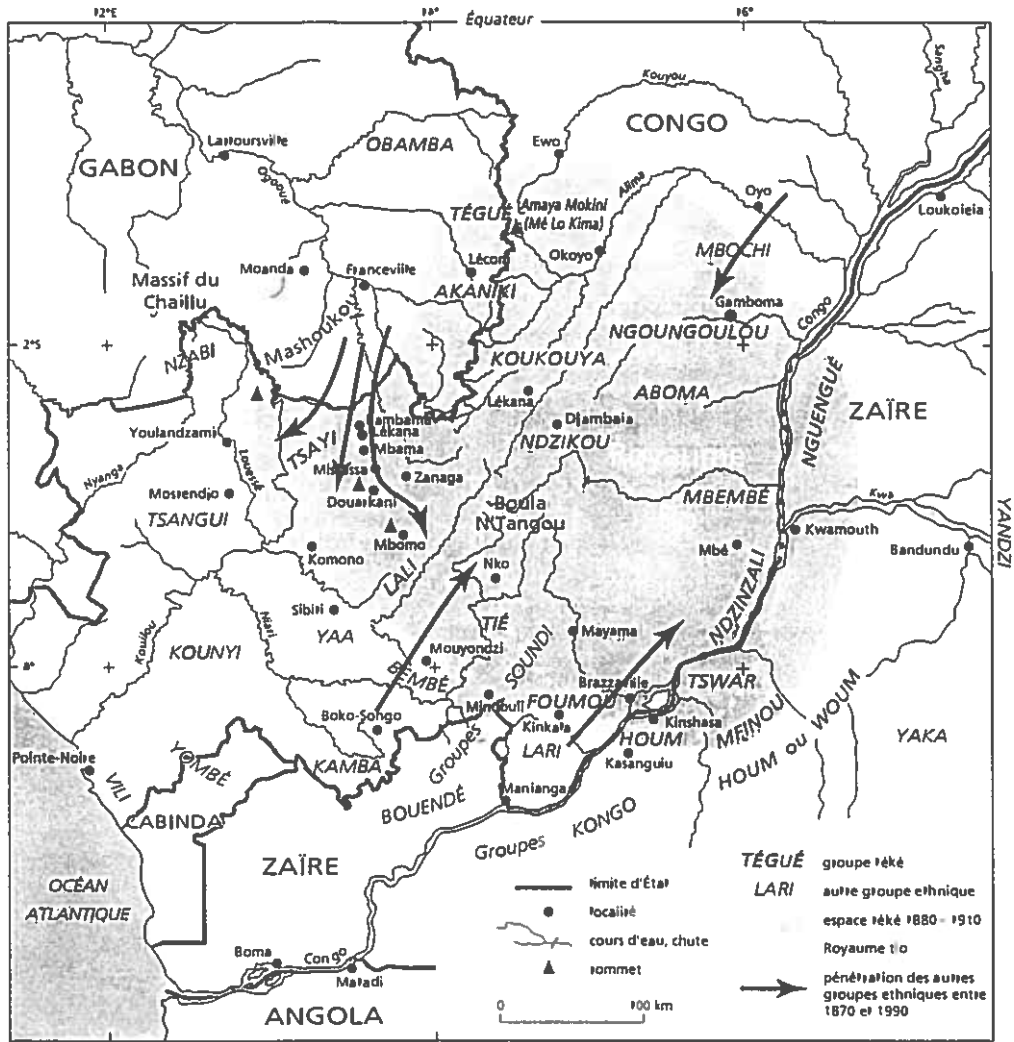 12°E
14°
Équateur
16°
Sangha
Kouyou
CONGO
GABON
Lastoursville
OBAMBA
Ewo
Ogooué
Alima
Oyo
TÉGUÉ
Amaya Mokini
(Mé Lo Kima)
Loukoleia
MBOCHI
Okoyo
Moanda
Franceville
Lécom
Massif du
Chaillu
AKANIKI
Gamboma
Congo
Mashoukou
NGOUNGOULOU
2°S
NZABI
KOUKOUYA
ABOMA
NGUENGUÉ
ZAÏRE
Lékana
Djambala
Lékana
NDZIKOU
Youlandzami
TSAYI
Mbama
Royaume
Nyanga
Louessé
Zanaga
Mossendjo
Douarkani
MBEMBÉ
TSANGUI
Boula
N'Tangou
Kwa
YANDZI
Mbomo
Mbé
Kwamouth
Bandundu
Komono
LALI
Nko
NDZINZALI
Sibiti
TIÉ
YAA
Mayama
Kouilou
Niari
SOUNDI
KOUNYI
Mouyondzi
BEMBÉ
TSWAR
Brazzaville
Mindouli
FOUMOU
MFINOU
Kinkala
Kinshasa
HOUMI
HOUM OU WOUM
YAKA
Boko-Songo
LARI
Groupes
Kasangulu
Pointe-Noire
YOMBÉ
KAMBA
VILI
Manianga
BOUENDÉ
CABINDA
Groupes KONGO
ZAÏRE
OCÉAN
ATLANTIQUE
TÉGUÉ groupe téké
LARI autre groupe ethnique
espace téké 1880 - 1910
Royaume tio
pénétration des autres
groupes ethniques entre
1870 et 1990
limite d'État
localité
cours d'eau, chute
sommet
Boma
Congo
Matadi
0 100 km
ANGOLA